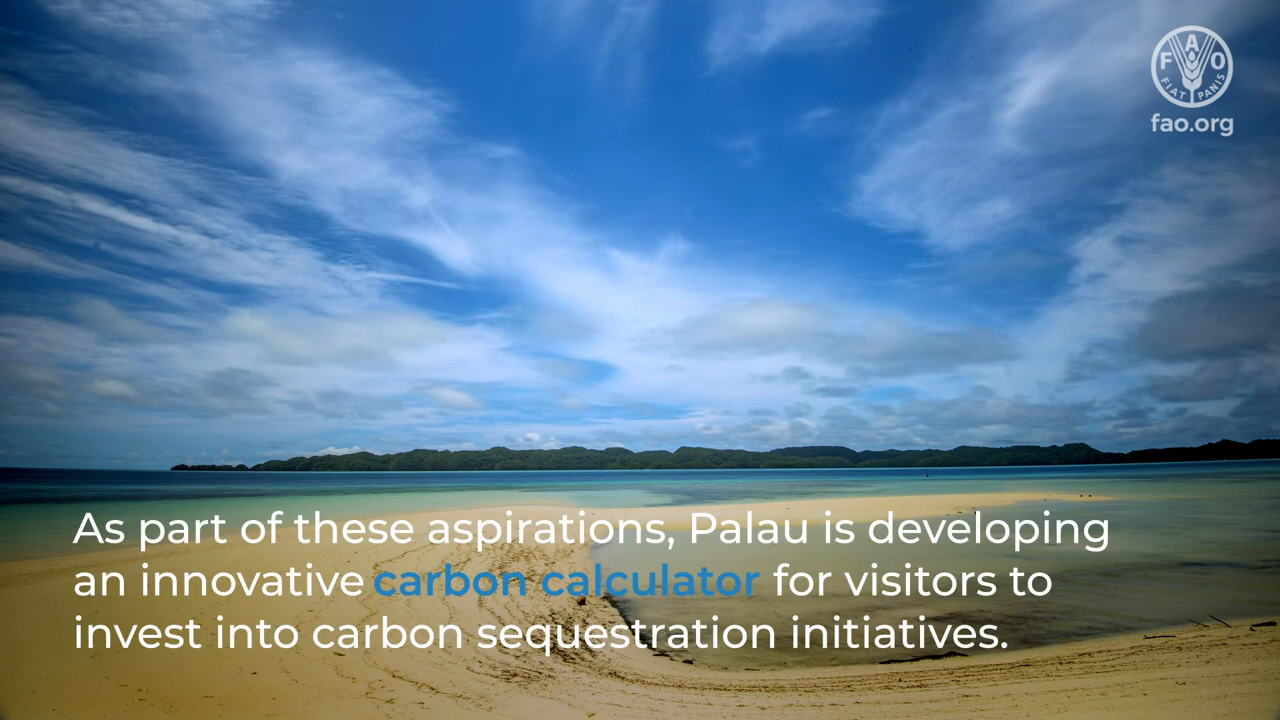 F A O
FIAT PANIS
fao.org
As part of these aspirations, Palau is developing
an innovative carbon calculator for visitors to
invest into carbon sequestration initiatives.